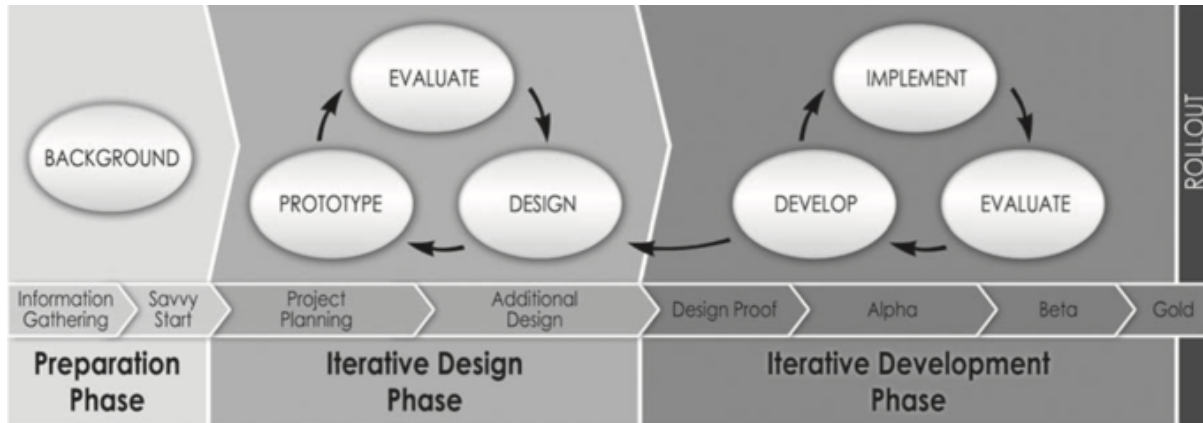 EVALUATE
IMPLEMENT
BACKGROUND
PROTOTYPE
DESIGN
DEVELOP
EVALUATE
ROLLOUT
Information
Gathering
Savvy
Start
Project
Planning
Additional
Design
Design Proof
Alpha
Beta
Gold
Preparation
Phase
Iterative Design
Phase
Iterative Development
Phase